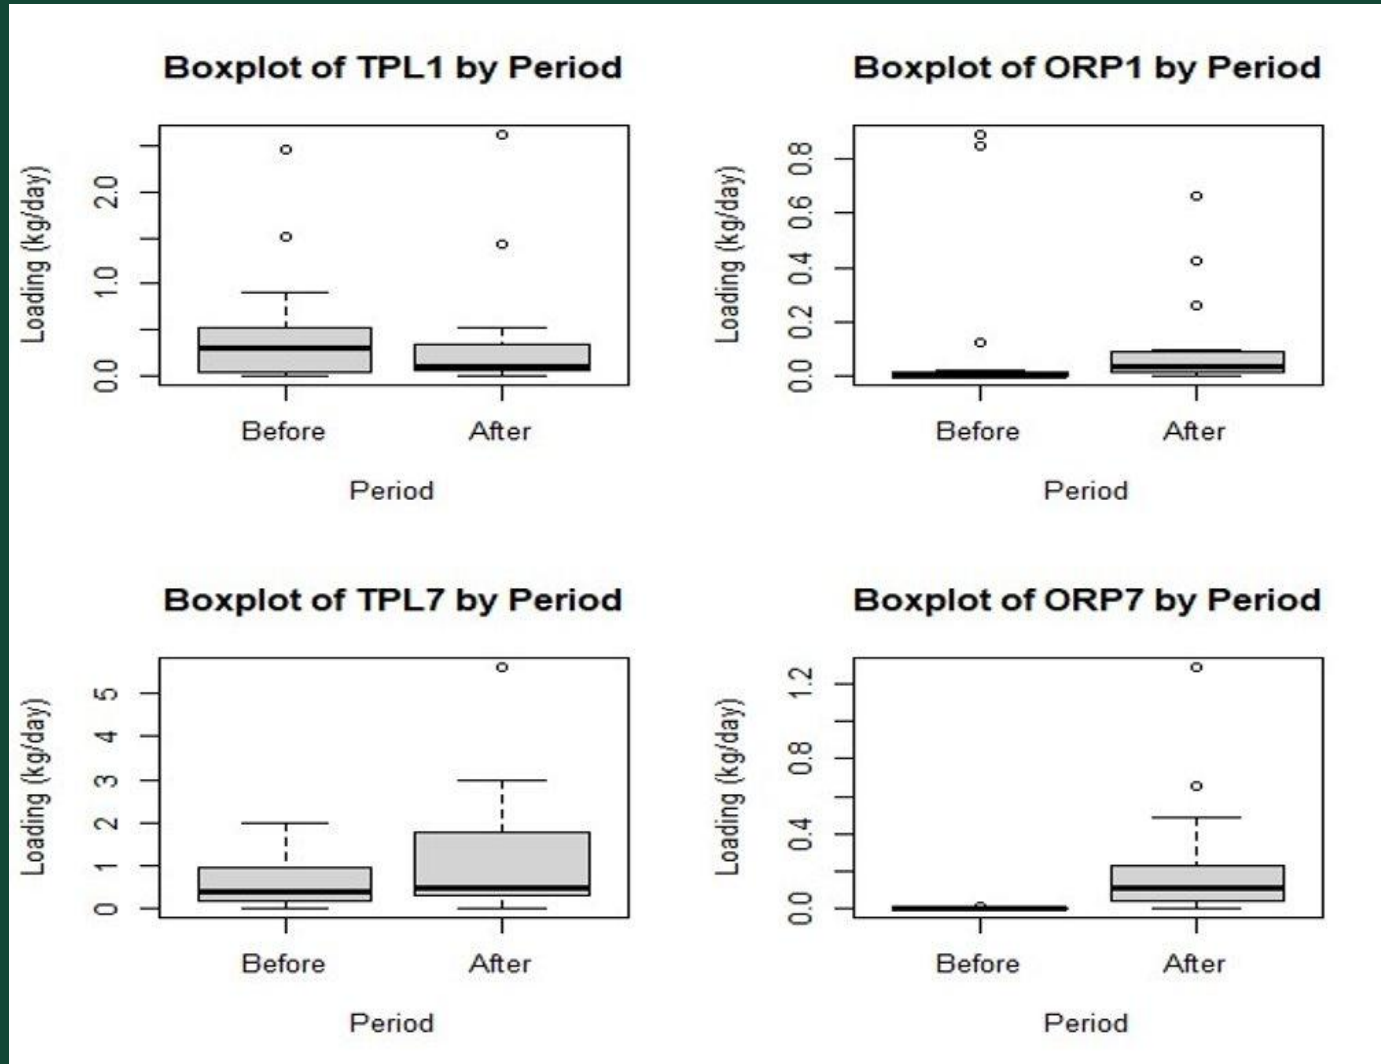 Boxplot of TPL1 by Period
Loading (kg/day)
2.0
1.0
0.0
Before After
Period
Boxplot of ORP1 by Period
Loading (kg/day)
0.8
0.6
0.4
0.2
0.0
Before After
Period
Boxplot of TPL7 by Period
Loading (kg/day)
5
4
3
2
1
0
Before After
Period
Boxplot of ORP7 by Period
Loading (kg/day)
1.2
0.8
0.4
0.0
Before After
Period